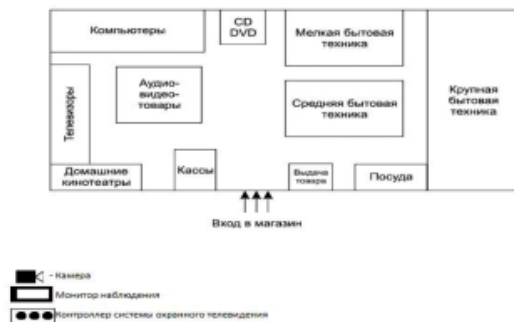 Компьютеры
CD
DVD
Мелкая бытовая
техника
Телевизоры
Аудио-
видео-
товары
Средняя бытовая
техника
Крупная
бытовая
техника
Домашние
кинотеатры
Кассы
Выдача
товара
Посуда
Вход в магазин
- Камера
Монитор наблюдения
Контроллер системы охранного телевидения